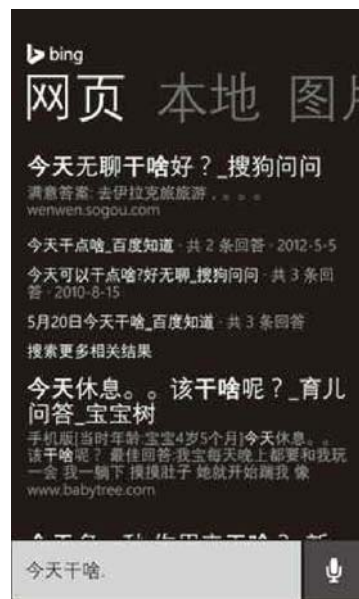 bing
网页 本地 图片
今天无聊干啥好？_搜狗问问
满意答案: 去伊拉克旅旅游，。。。
wenwen.sogou.com
今天干点啥_百度知道 · 共 2 条回答 · 2012-5-5
今天可以干点啥?好无聊_搜狗问问 · 共 3 条回
答 · 2010-8-15
5月20日今天干啥_百度知道 · 共 3 条回答
搜索更多相关结果
今天休息。。该干啥呢？_育儿
问答_宝宝树
手机版[当时年龄:宝宝4岁5个月]今天休息。。
该干啥呢？ 最佳回答:我宝每天晚上都要和我玩
一会 我一躺下 摸摸肚子 她就开始踹我 像
www.babytree.com
今天干啥.